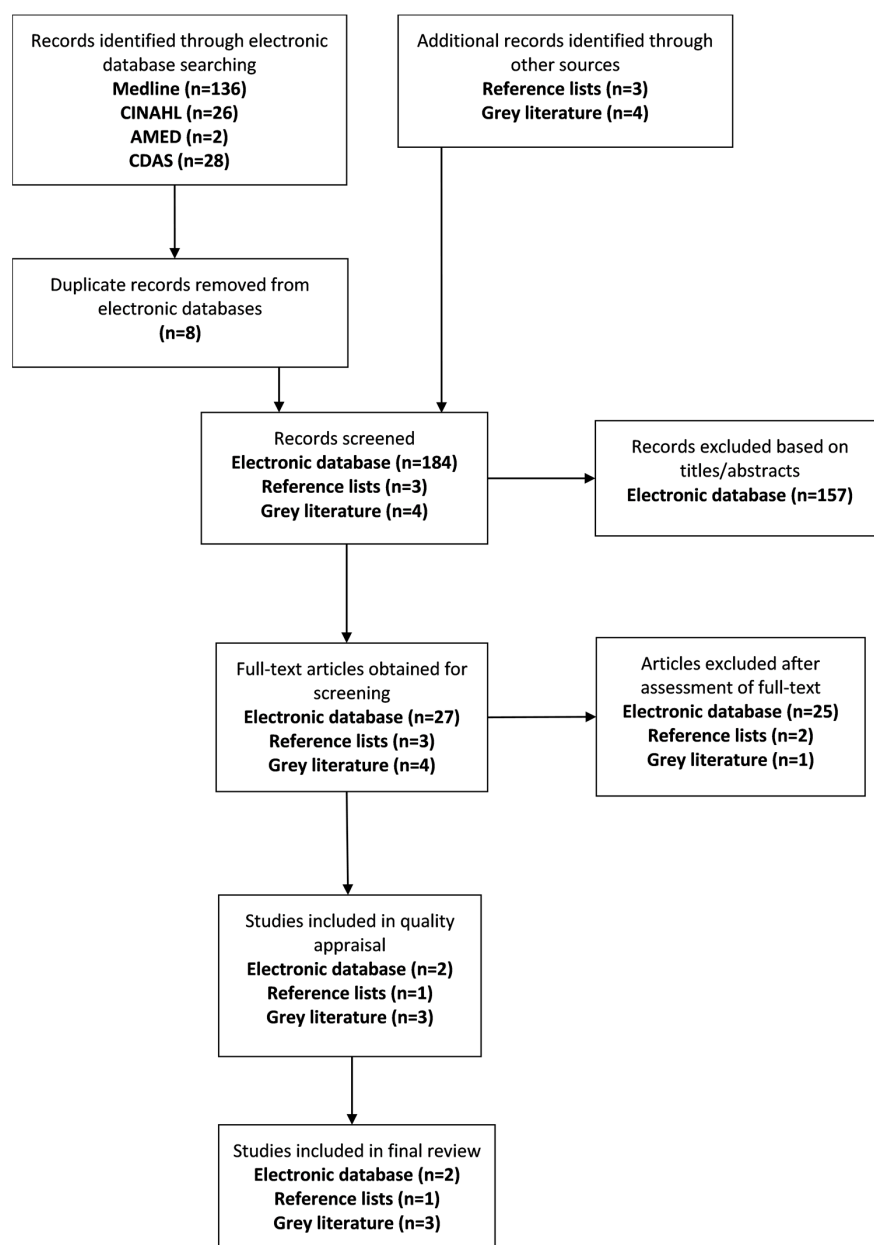 Records identified through electronic
database searching
Medline (n=136)
CINAHL (n=26)
AMED (n=2)
CDAS (n=28)
Additional records identified through
other sources
Reference lists (n=3)
Grey literature (n=4)
Duplicate records removed from
electronic databases
(n=8)
Records screened
Electronic database (n=184)
Reference lists (n=3)
Grey literature (n=4)
Records excluded based on
titles/abstracts
Electronic database (n=157)
Full-text articles obtained for
screening
Electronic database (n=27)
Reference lists (n=3)
Grey literature (n=4)
Articles excluded after
assessment of full-text
Electronic database (n=25)
Reference lists (n=2)
Grey literature (n=1)
Studies included in quality
appraisal
Electronic database (n=2)
Reference lists (n=1)
Grey literature (n=3)
Studies included in final review
Electronic database (n=2)
Reference lists (n=1)
Grey literature (n=3)